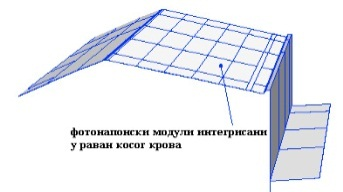 фотонапонски модули интегрисани
у раван косог крова